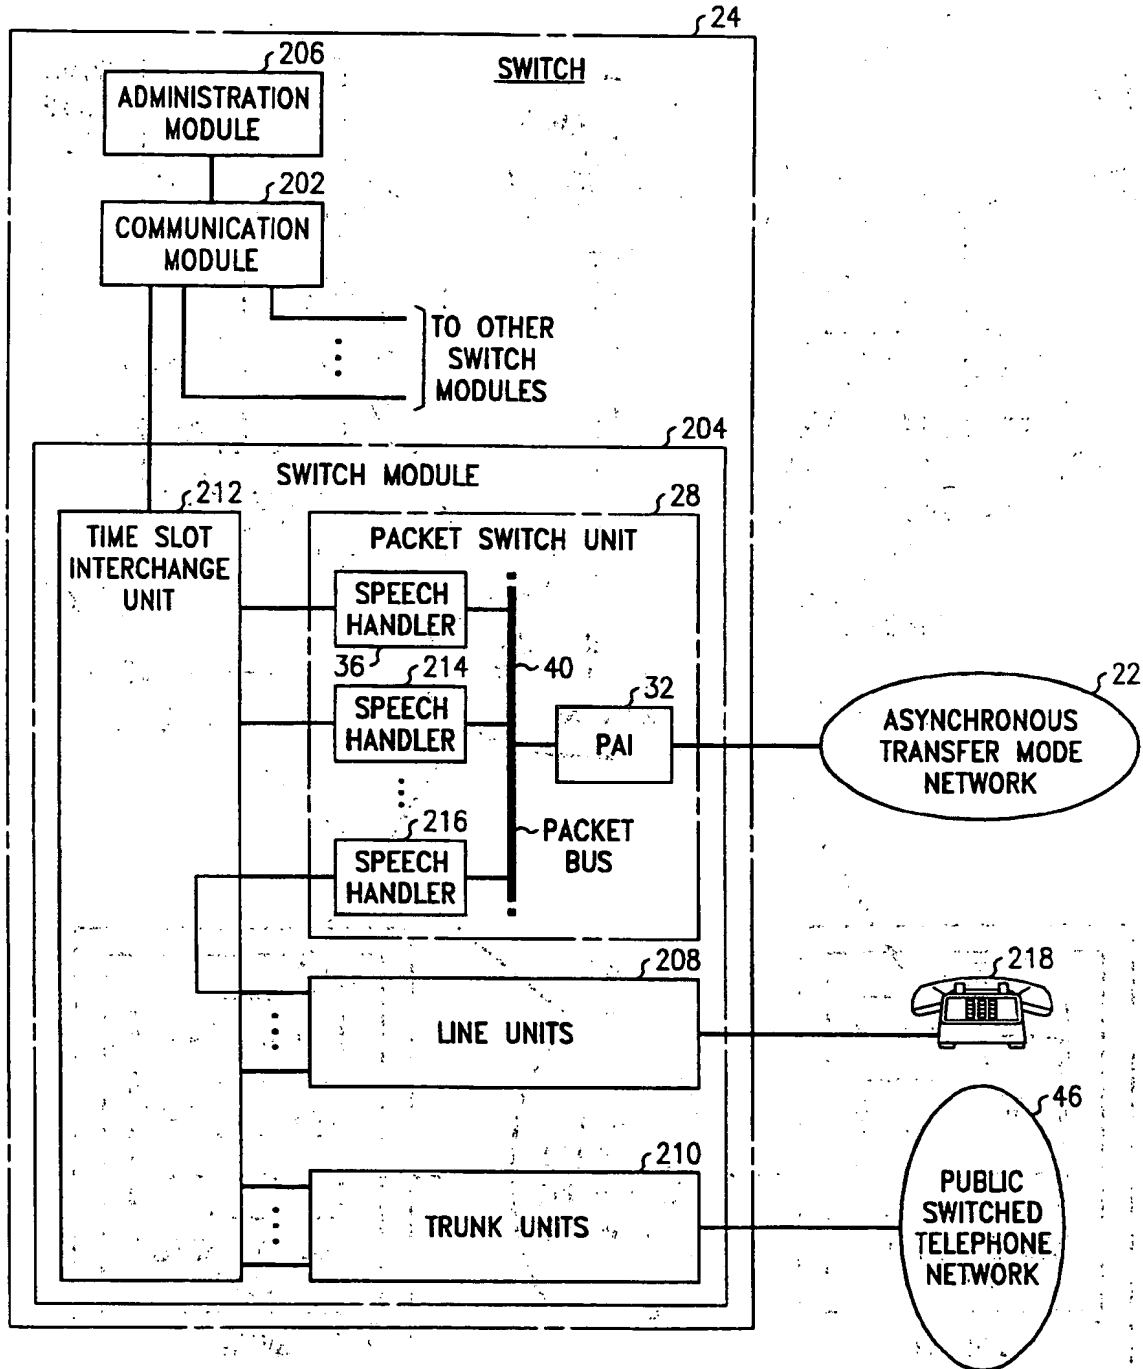 24
SWITCH
206
ADMINISTRATION
MODULE
202
COMMUNICATION
MODULE
TO OTHER
SWITCH
MODULES
204
SWITCH MODULE
212
TIME SLOT
INTERCHANGE
UNIT
28
PACKET SWITCH UNIT
SPEECH
HANDLER
36
214
SPEECH
HANDLER
40
32
PAI
22
ASYNCHRONOUS
TRANSFER MODE
NETWORK
216
SPEECH
HANDLER
PACKET
BUS
208
LINE UNITS
218
46
210
TRUNK UNITS
PUBLIC
SWITCHED
TELEPHONE
NETWORK